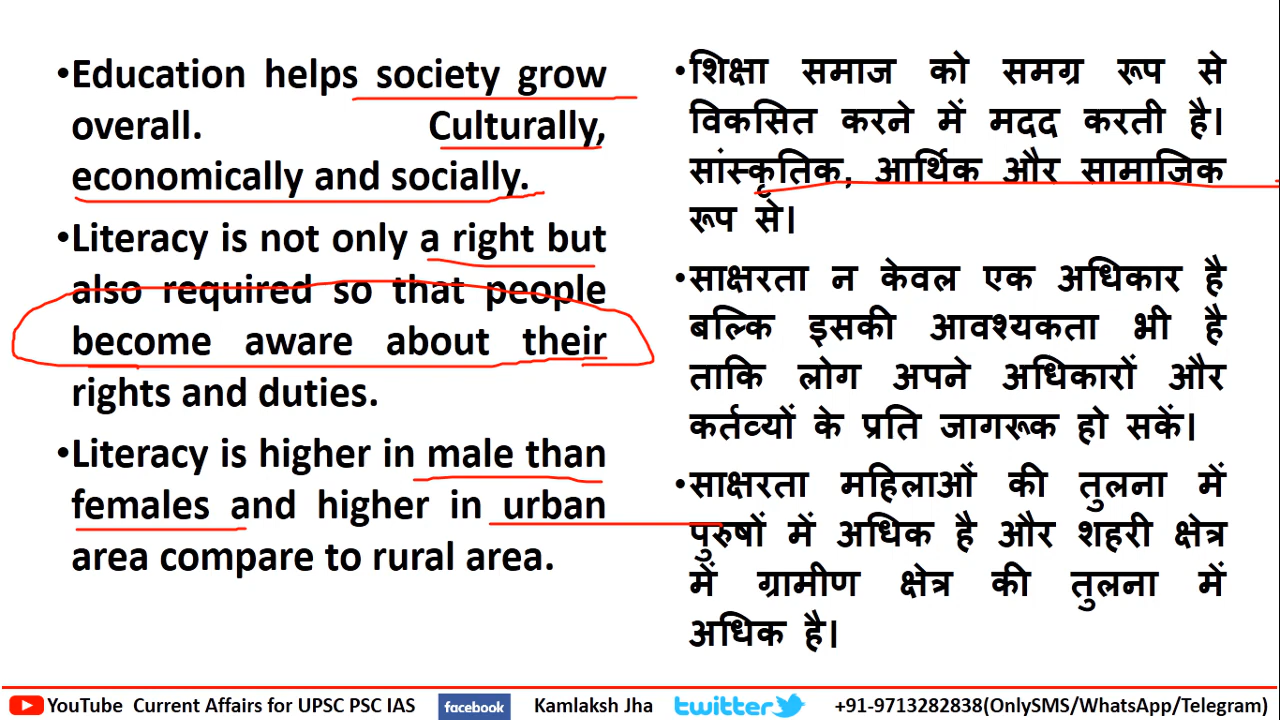 •Education helps society grow
overall. Culturally,
economically and socially.
•Literacy is not only a right but
also required so that people
become aware about their
rights and duties.
•Literacy is higher in male than
females and higher in urban
area compare to rural area.
•शिक्षा समाज को समग्र रूप से
विकसित करने में मदद करती है।
सांस्कृतिक, आर्थिक और सामाजिक
रूप से।
•साक्षरता न केवल एक अधिकार है
बल्कि इसकी आवश्यकता भी है
ताकि लोग अपने अधिकारों और
कर्तव्यों के प्रति जागरूक हो सकें।
•साक्षरता महिलाओं की तुलना में
पुरुषों में अधिक है और शहरी क्षेत्र
में ग्रामीण क्षेत्र की तुलना में
अधिक है।
YouTube Current Affairs for UPSC PSC IAS facebook Kamlaksh Jha twitter +91-9713282838(OnlySMS/WhatsApp/Telegram)